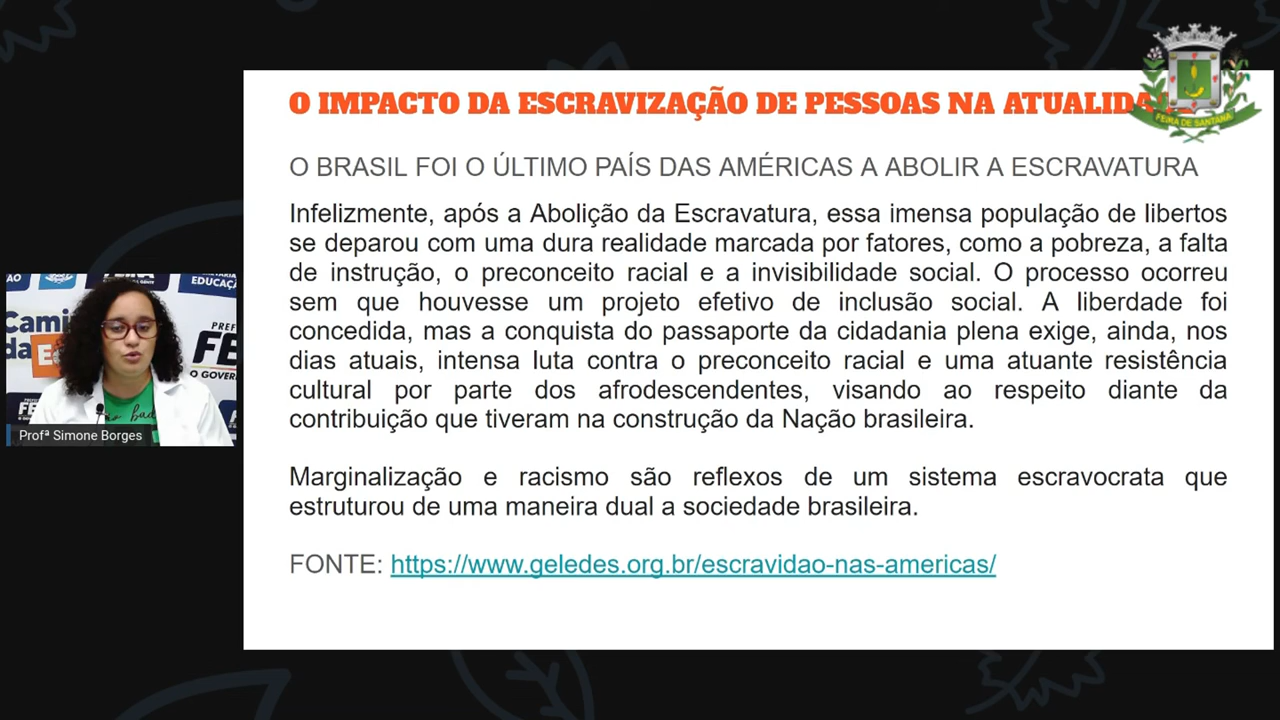 O IMPACTO DA ESCRAVIZAÇÃO DE PESSOAS NA
FEIRA DE SANTANA
O BRASIL FOI O ÚLTIMO PAÍS DAS AMÉRICAS A ABOLIR A ESCRAVATURA
Infelizmente, após a Abolição da Escravatura, essa imensa população de libertos
se deparou com uma dura realidade marcada por fatores, como a pobreza, a falta
de instrução, o preconceito racial e a invisibilidade social. O processo ocorreu
sem que houvesse um projeto efetivo de inclusão social. A liberdade foi
concedida, mas a conquista do passaporte da cidadania plena exige, ainda, nos
dias atuais, intensa luta contra o preconceito racial e uma atuante resistência
cultural por parte dos afrodescendentes, visando ao respeito diante da
contribuição que tiveram na construção da Nação brasileira.
Marginalização e racismo são reflexos de um sistema escravocrata que
estruturou de uma maneira dual a sociedade brasileira.
FONTE: https://www.geledes.org.br/escravidao-nas-americas/
EDUCAÇ
Cami
da E
PREF
FE
O GOVER
Profª Simone Borges